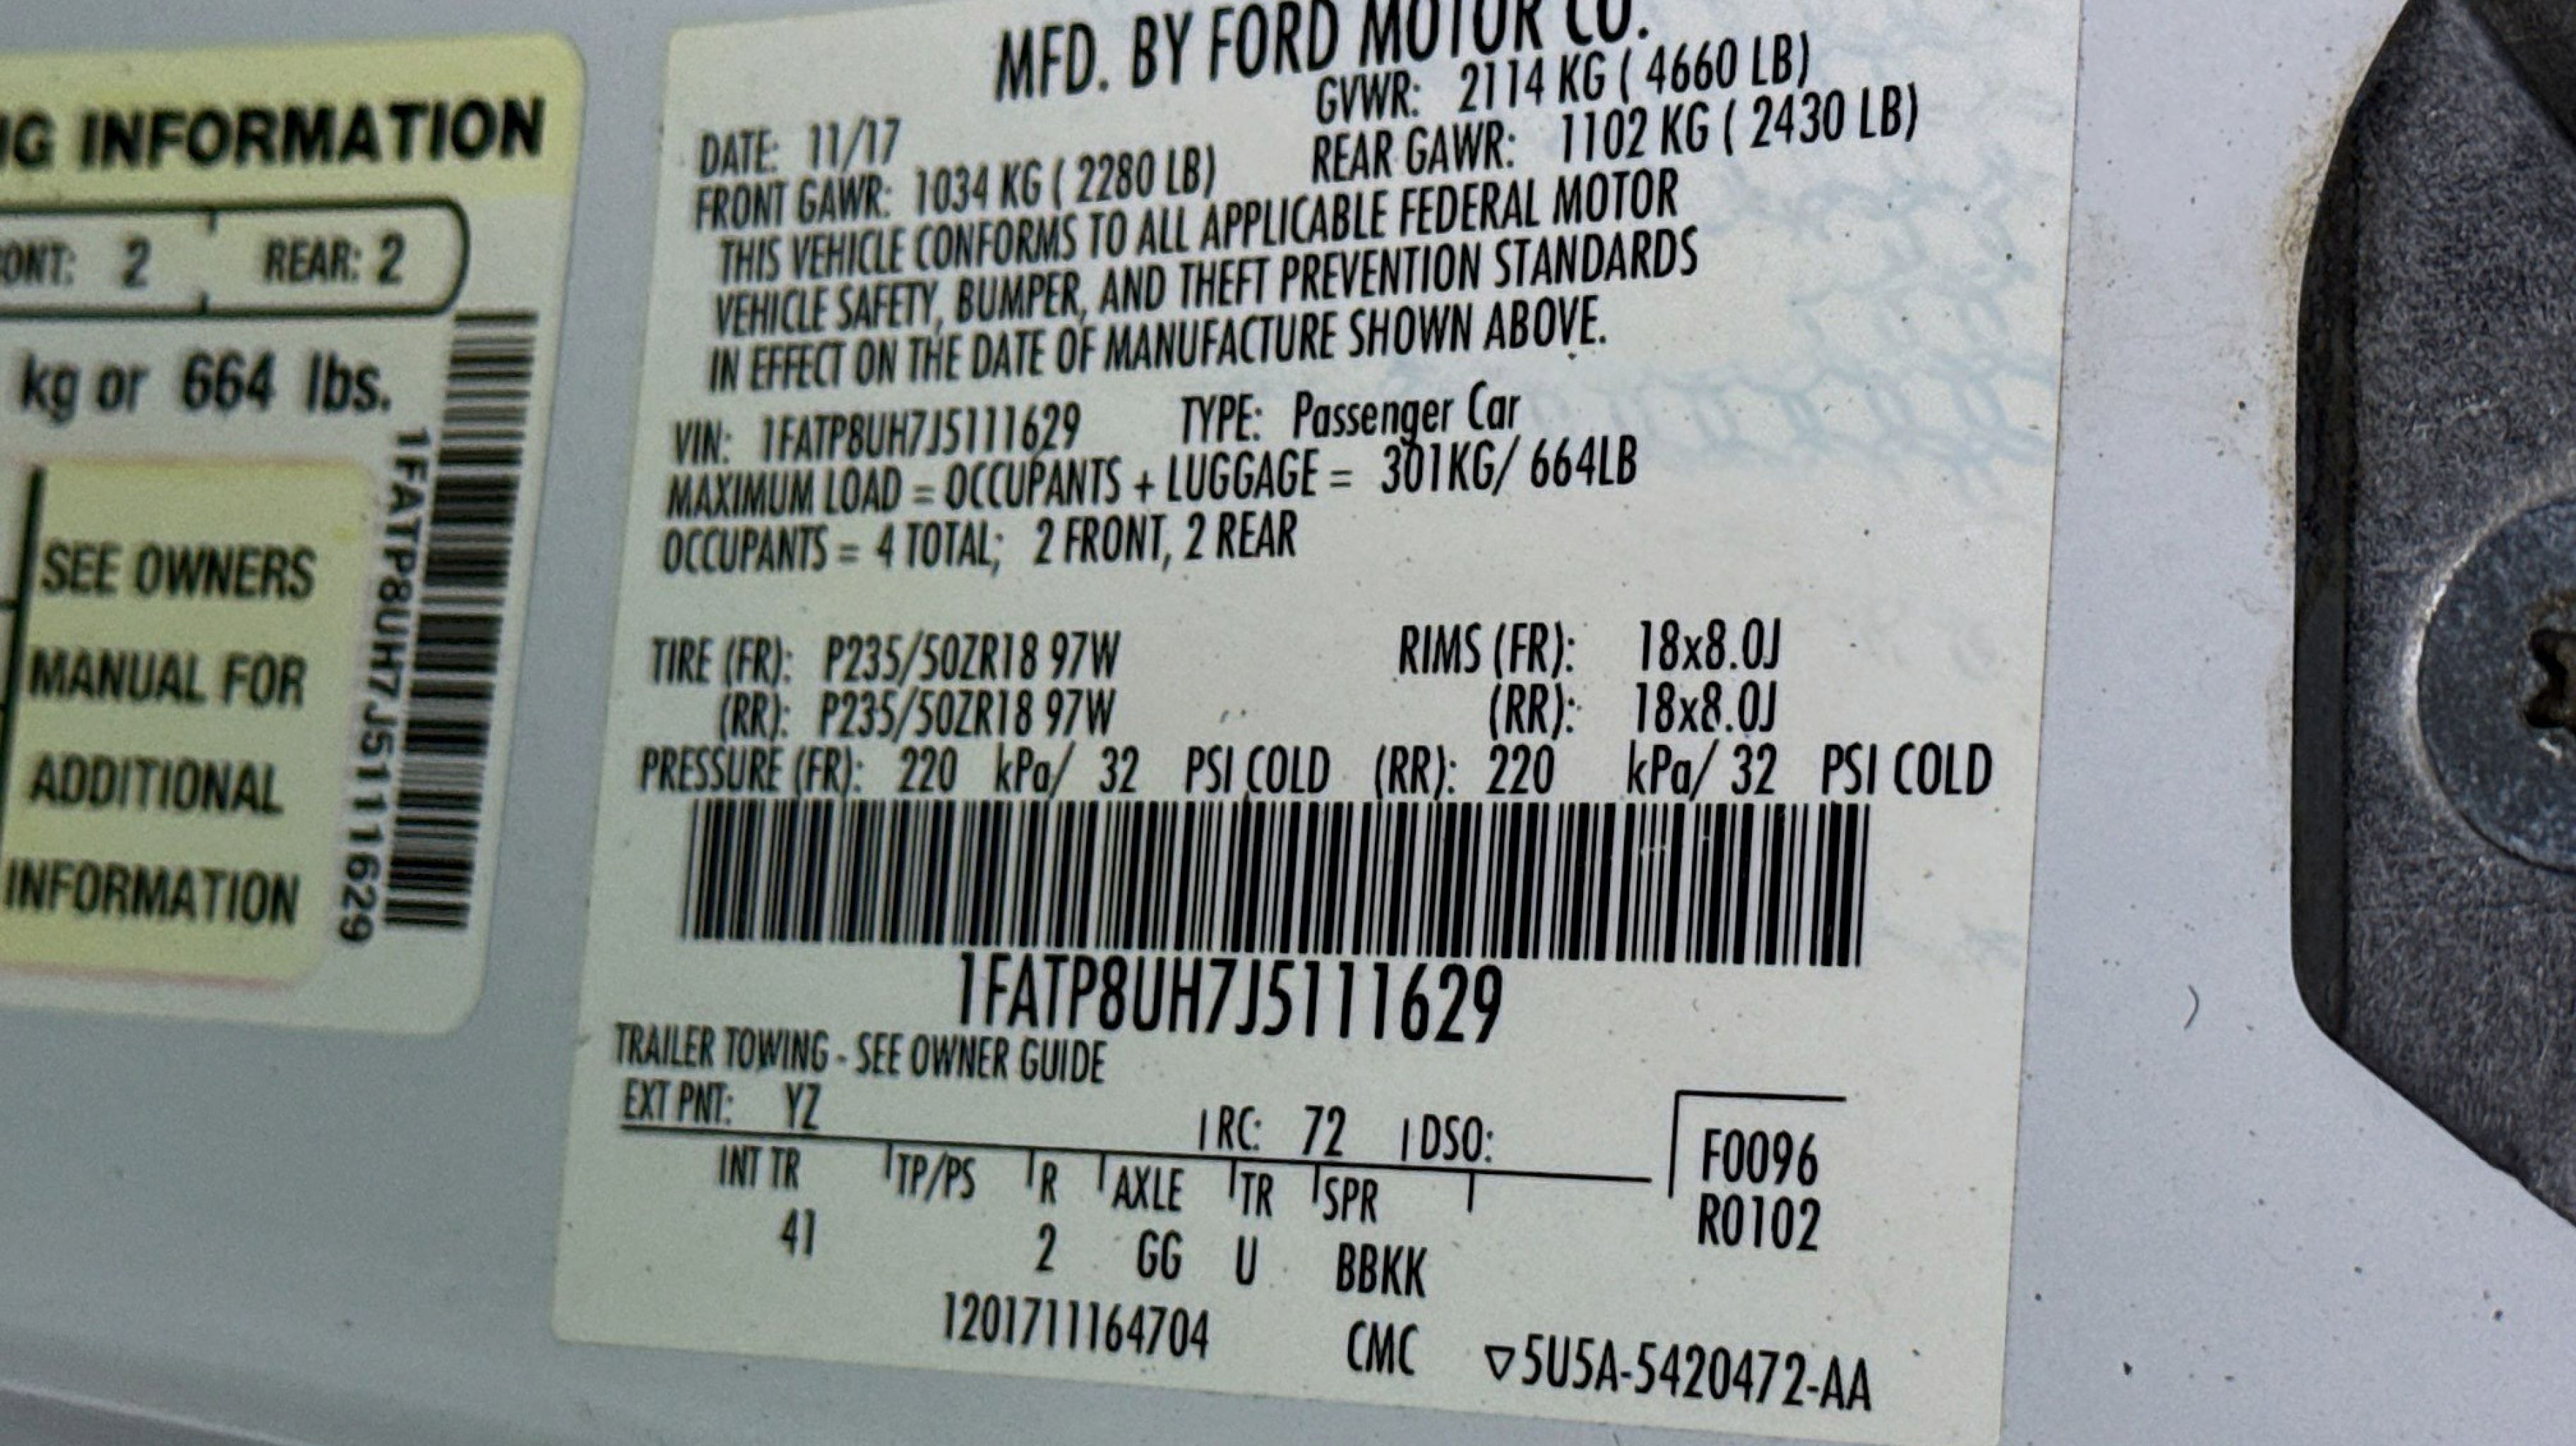 INFORMATION
2 REAR: 2
kg or 664 lbs.
SEE OWNERS
MANUAL FOR
ADDITIONAL
INFORMATION
1FATP8UH7J5111629
MFD. BY FORD MOTOR CO.
DATE: 11/17 GVWR: 2114 KG ( 4660 LB)
FRONT GAWR: 1034 KG ( 2280 LB) REAR GAWR: 1102 KG ( 2430 LB)
THIS VEHICLE CONFORMS TO ALL APPLICABLE FEDERAL MOTOR
VEHICLE SAFETY, BUMPER, AND THEFT PREVENTION STANDARDS
IN EFFECT ON THE DATE OF MANUFACTURE SHOWN ABOVE.
VIN: 1FATP8UH7J5111629 TYPE: Passenger Car
MAXIMUM LOAD = OCCUPANTS + LUGGAGE = 301KG/ 664LB
OCCUPANTS = 4 TOTAL; 2 FRONT, 2 REAR
TIRE (FR): P235/50ZR18 97W RIMS (FR): 18x8.0J
(RR): P235/50ZR18 97W (RR): 18x8.0J
PRESSURE (FR): 220 kPa/ 32 PSI COLD (RR): 220 kPa/ 32 PSI COLD
1FATP8UH7J5111629
TRAILER TOWING - SEE OWNER GUIDE
EXT PNT: YZ RC: 72 DSO: F0096
INT TR TP/PS R AXLE TR SPR R0102
41 2 GG U BBKK
1201711164704 CMC ▽5U5A-5420472-AA